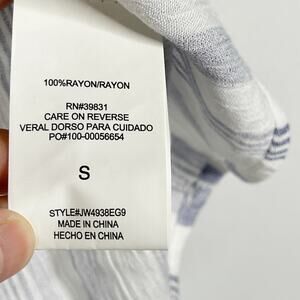 100%RAYON/RAYON
RN#39831
CARE ON REVERSE
VERAL DORSO PARA CUIDADO
PO#100-00056654
S
STYLE#JW4938EG9
MADE IN CHINA
HECHO EN CHINA